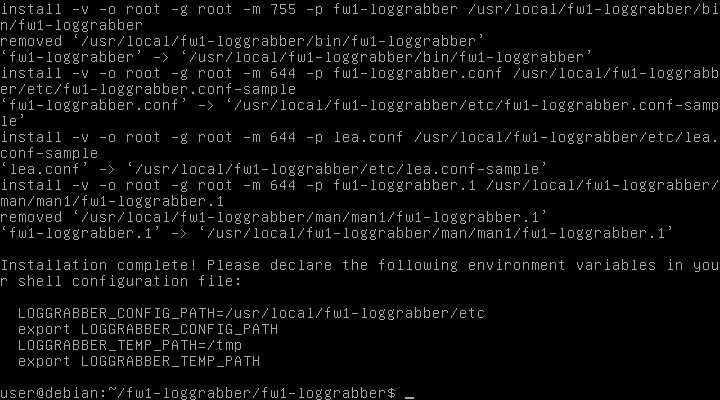 install -v -o root -g root -m 755 -p fw1-loggrabber /usr/local/fw1-loggrabber/bi
n/fw1-loggrabber
removed ‘/usr/local/fw1-loggrabber/bin/fw1-loggrabber’
‘fw1-loggrabber’ -> ‘/usr/local/fw1-loggrabber/bin/fw1-loggrabber’
install -v -o root -g root -m 644 -p fw1-loggrabber.conf /usr/local/fw1-loggrabb
er/etc/fw1-loggrabber.conf-sample
‘fw1-loggrabber.conf’ -> ‘/usr/local/fw1-loggrabber/etc/fw1-loggrabber.conf-samp
le’
install -v -o root -g root -m 644 -p lea.conf /usr/local/fw1-loggrabber/etc/lea.
conf-sample
‘lea.conf’ -> ‘/usr/local/fw1-loggrabber/etc/lea.conf-sample’
install -v -o root -g root -m 644 -p fw1-loggrabber.1 /usr/local/fw1-loggrabber/
man/man1/fw1-loggrabber.1
removed ‘/usr/local/fw1-loggrabber/man/man1/fw1-loggrabber.1’
‘fw1-loggrabber.1’ -> ‘/usr/local/fw1-loggrabber/man/man1/fw1-loggrabber.1’

Installation complete! Please declare the following environment variables in you
r shell configuration file:

  LOGGRABBER_CONFIG_PATH=/usr/local/fw1-loggrabber/etc
  export LOGGRABBER_CONFIG_PATH
  LOGGRABBER_TEMP_PATH=/tmp
  export LOGGRABBER_TEMP_PATH

user@debian:~/fw1-loggrabber/fw1-loggrabber$ _